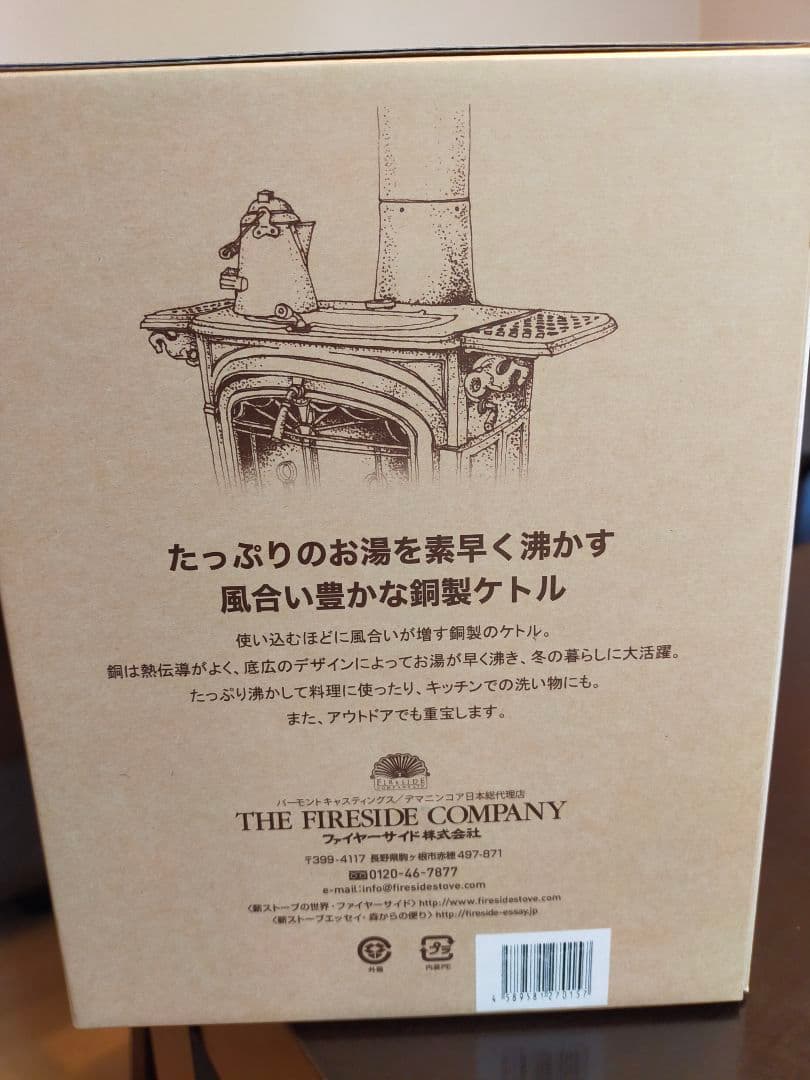 たっぷりのお湯を素早く沸かす
風合い豊かな銅製ケトル
使い込むほどに風合いが増す銅製のケトル。
銅は熱伝導がよく、底広のデザインによってお湯が早く沸き、冬の暮らしに大活躍。
たっぷり沸かして料理に使ったり、キッチンでの洗い物にも。
また、アウトドアでも重宝します。
FIRESIDE
バーモントキャスティングス/デマニンコア日本総代理店
THE FIRESIDE COMPANY
ファイヤーサイド株式会社
〒399-4117 長野県駒ヶ根市赤穂497-871
0120-46-7877
e-mail:info@firesidestove.com
〈薪ストーブの世界・ファイヤーサイド〉http://www.firesidestove.com
〈薪ストーブエッセイ・森からの便り〉http://fireside-essay.jp
プラ
外箱
内装PE
4 589581 270157